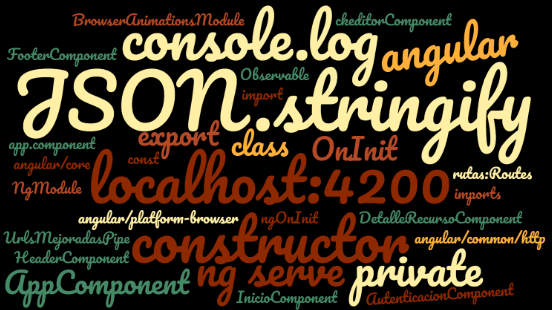 BrowserAnimationsModule
ckeditorComponent
console.log
angular
FooterComponent
Observable
JSON.stringify
import
app.component
export
class
OnInit
angular/core
const
localhost:4200
rutas:Routes
NgModule
imports
angular/platform-browser
ngOnInit
DetalleRecursoComponent
UrlsMejoradasPipe
constructor
angular/common/http
HeaderComponent
AppComponent
ng serve
private
InicioComponent
AutenticacionComponent